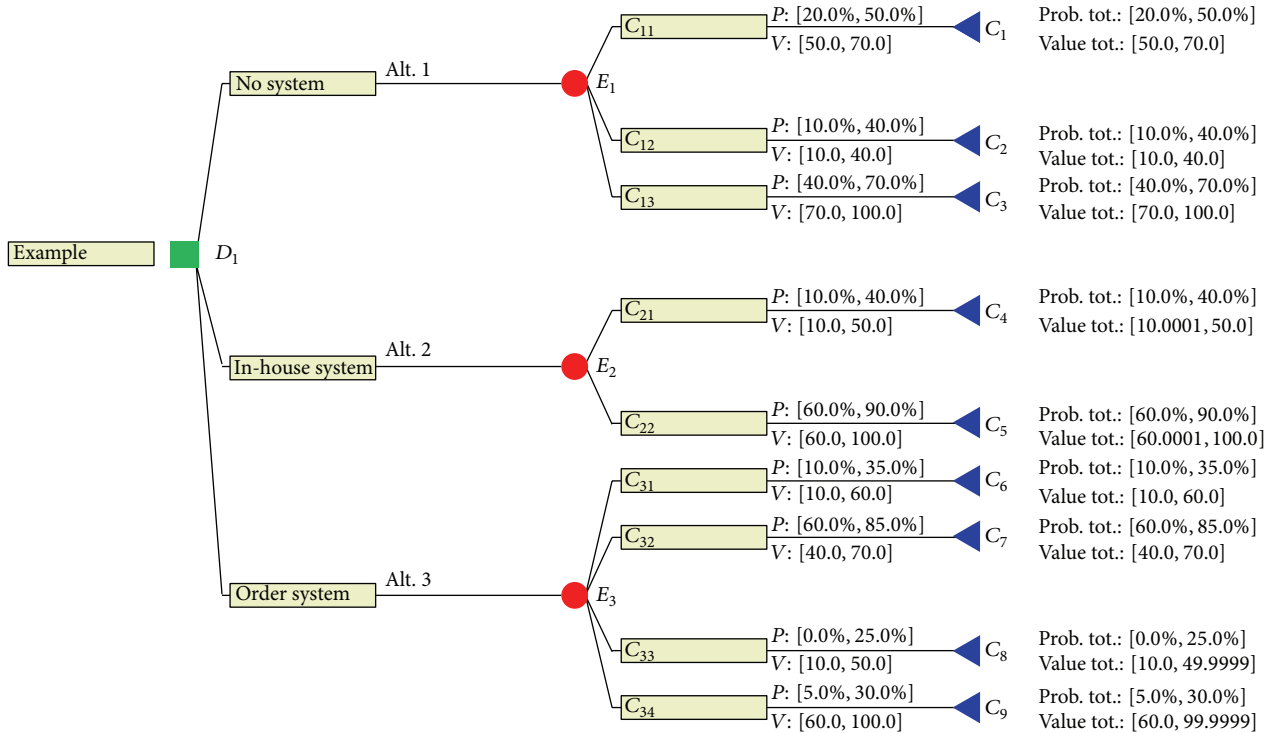 Example
D₁
No system
Alt. 1
E₁
C₁₁
P: [20.0%, 50.0%]
V: [50.0, 70.0]
C₁
Prob. tot.: [20.0%, 50.0%]
Value tot.: [50.0, 70.0]
C₁₂
P: [10.0%, 40.0%]
V: [10.0, 40.0]
C₂
Prob. tot.: [10.0%, 40.0%]
Value tot.: [10.0, 40.0]
C₁₃
P: [40.0%, 70.0%]
V: [70.0, 100.0]
C₃
Prob. tot.: [40.0%, 70.0%]
Value tot.: [70.0, 100.0]
In-house system
Alt. 2
E₂
C₂₁
P: [10.0%, 40.0%]
V: [10.0, 50.0]
C₄
Prob. tot.: [10.0%, 40.0%]
Value tot.: [10.0001, 50.0]
C₂₂
P: [60.0%, 90.0%]
V: [60.0, 100.0]
C₅
Prob. tot.: [60.0%, 90.0%]
Value tot.: [60.0001, 100.0]
Order system
Alt. 3
E₃
C₃₁
P: [10.0%, 35.0%]
V: [10.0, 60.0]
C₆
Prob. tot.: [10.0%, 35.0%]
Value tot.: [10.0, 60.0]
C₃₂
P: [60.0%, 85.0%]
V: [40.0, 70.0]
C₇
Prob. tot.: [60.0%, 85.0%]
Value tot.: [40.0, 70.0]
C₃₃
P: [0.0%, 25.0%]
V: [10.0, 50.0]
C₈
Prob. tot.: [0.0%, 25.0%]
Value tot.: [10.0, 49.9999]
C₃₄
P: [5.0%, 30.0%]
V: [60.0, 100.0]
C₉
Prob. tot.: [5.0%, 30.0%]
Value tot.: [60.0, 99.9999]